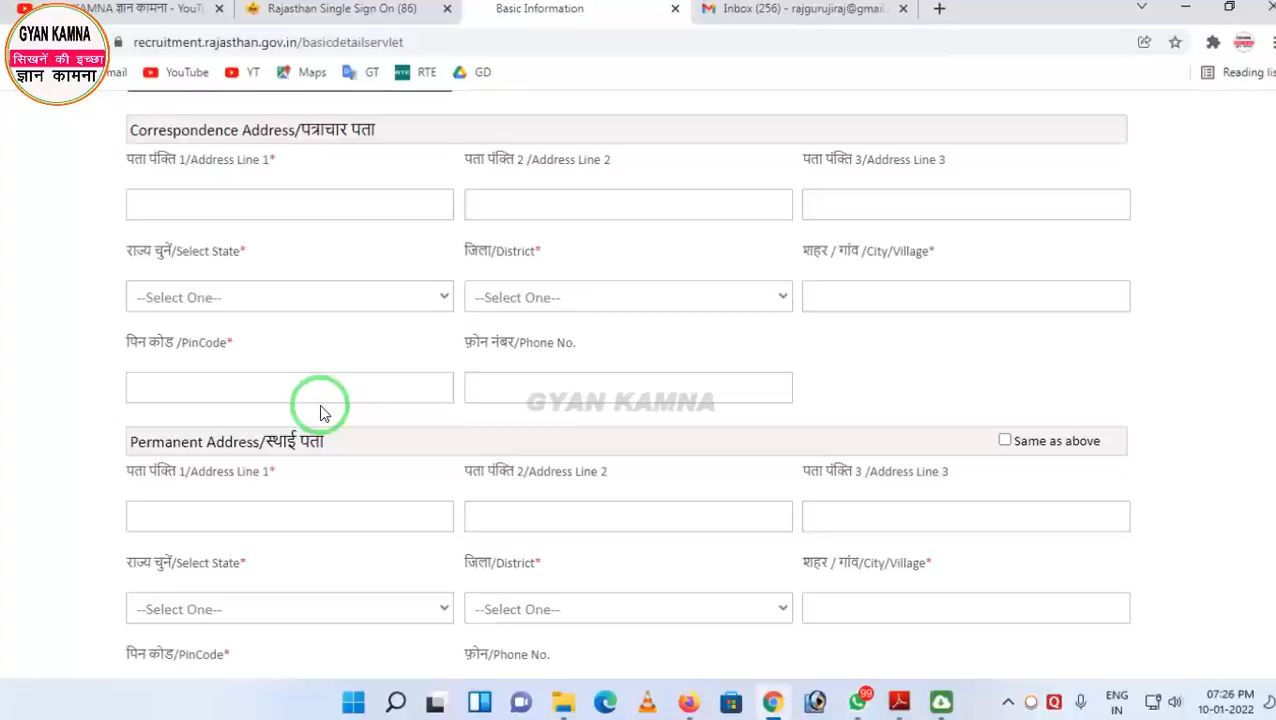 KAMNA ज्ञान कामना - YouT
Rajasthan Single Sign On (86)
Basic Information
Inbox (256) - rajgurujiraj@gmail.
GYAN KAMNA
सिखनें की इच्छा
ज्ञान कामना
recruitment.rajasthan.gov.in/basicdetailservlet
mail YouTube YT Maps GT RTE GD Reading lis
Correspondence Address/पत्राचार पता
पता पंक्ति 1/Address Line 1* पता पंक्ति 2 /Address Line 2 पता पंक्ति 3/Address Line 3
राज्य चुनें/Select State* जिला/District* शहर / गांव /City/Village*
--Select One-- --Select One--
पिन कोड /PinCode* फ़ोन नंबर/Phone No.
GYAN KAMNA
Permanent Address/स्थाई पता Same as above
पता पंक्ति 1/Address Line 1* पता पंक्ति 2/Address Line 2 पता पंक्ति 3 /Address Line 3
राज्य चुनें/Select State* जिला/District* शहर / गांव/City/Village*
--Select One-- --Select One--
पिन कोड/PinCode* फ़ोन/Phone No.
99
ENG
IN
07:26 PM
10-01-2022